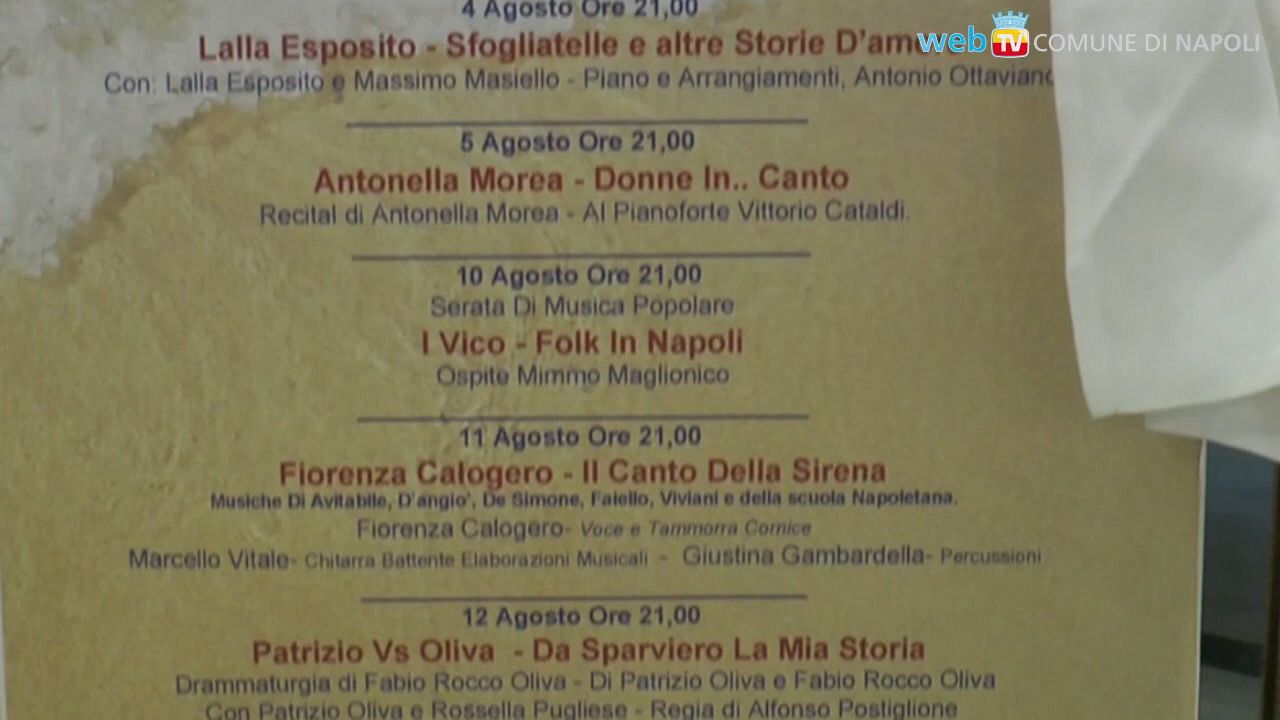 4 Agosto Ore 21,00
Lalla Esposito - Sfogliatelle e altre Storie D'am
web TV COMUNE DI NAPOLI
Con: Lalla Esposito e Massimo Masiello - Piano e Arrangiamenti, Antonio Ottaviano
5 Agosto Ore 21,00
Antonella Morea - Donne In.. Canto
Recital di Antonella Morea - Al Pianoforte Vittorio Cataldi.
10 Agosto Ore 21,00
Serata Di Musica Popolare
I Vico - Folk In Napoli
Ospite Mimmo Maglionico
11 Agosto Ore 21,00
Fiorenza Calogero - Il Canto Della Sirena
Musiche Di Avitabile, D'angio', De Simone, Faiello, Viviani e della scuola Napoletana.
Fiorenza Calogero- Voce e Tammorra Cornice
Marcello Vitale- Chitarra Battente Elaborazioni Musicali - Giustina Gambardella- Percussioni
12 Agosto Ore 21,00
Patrizio Vs Oliva - Da Sparviero La Mia Storia
Drammaturgia di Fabio Rocco Oliva - Di Patrizio Oliva e Fabio Rocco Oliva
Con Patrizio Oliva e Rossella Pugliese - Regia di Alfonso Postiglione